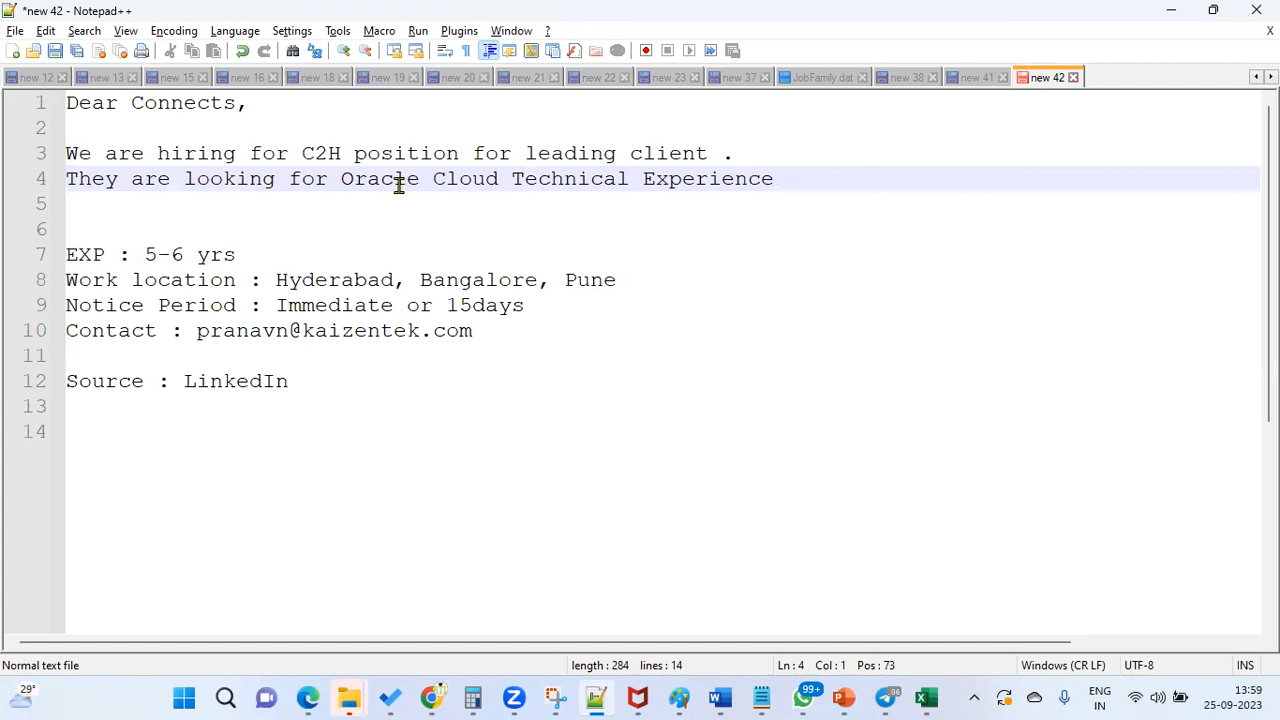 *new 42 - Notepad++
File Edit Search View Encoding Language Settings Tools Macro Run Plugins Window ? X
new 12 new 13 new 15 new 16 new 18 new 19 new 20 new 21 new 22 new 23 new 37 JobFamily.dat new 38 new 41 new 42
1 Dear Connects,
2
3 We are hiring for C2H position for leading client .
4 They are looking for Oracle Cloud Technical Experience
5
6
7 EXP : 5-6 yrs
8 Work location : Hyderabad, Bangalore, Pune
9 Notice Period : Immediate or 15days
10 Contact : pranavn@kaizentek.com
11
12 Source : LinkedIn
13
14
Normal text file length : 284 lines : 14 Ln : 4 Col : 1 Pos : 73 Windows (CR LF) UTF-8 INS
29° 99+ 96 ENG 13:59
IN 25-09-2023